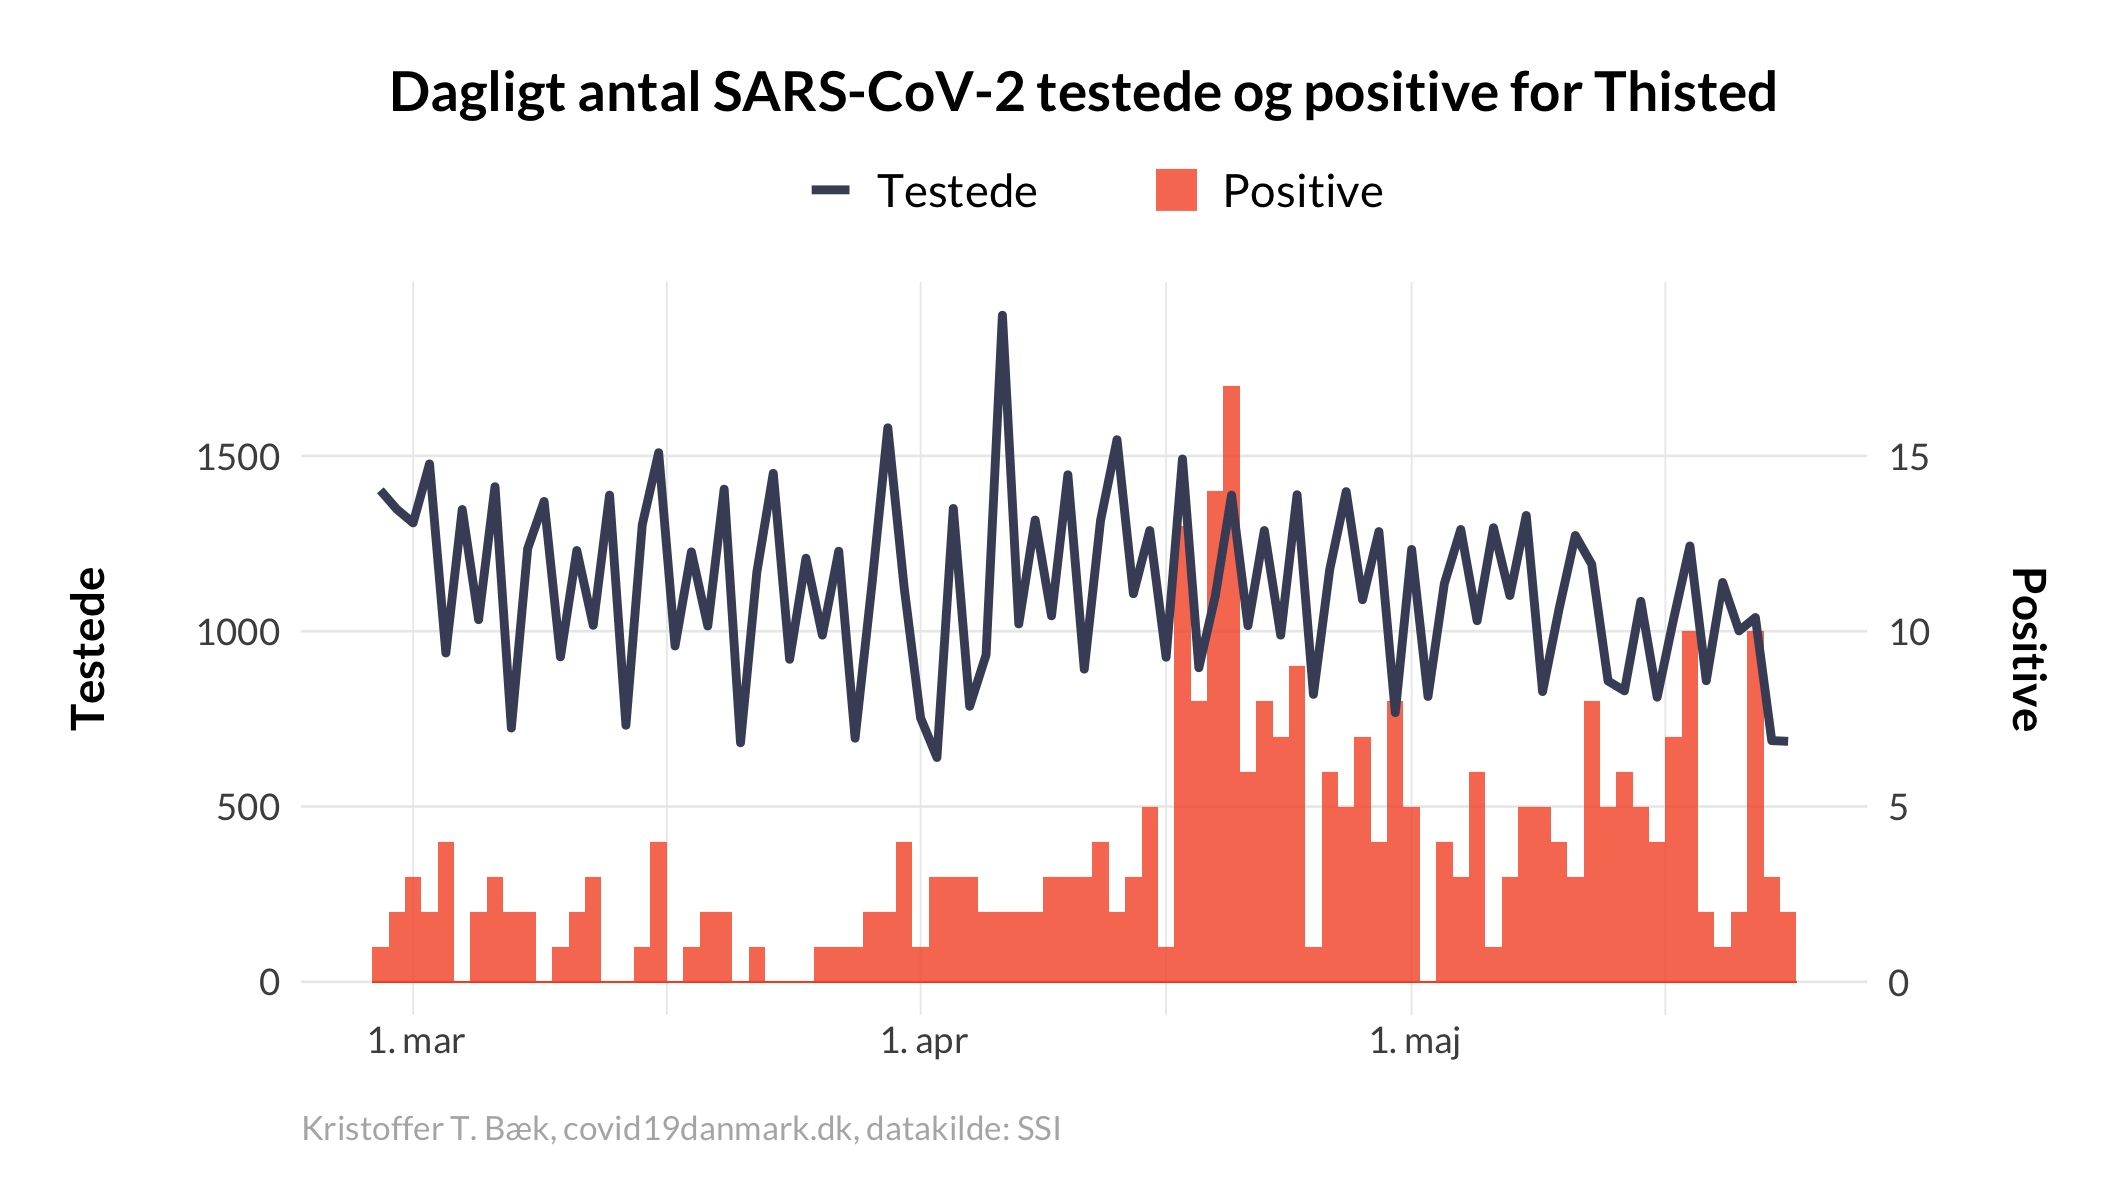 Dagligt antal SARS-CoV-2 testede og positive for Thisted
Testede
Positive
1500
1000
500
0
15
10
5
0
Testede
Positive
1. mar
1. apr
1. maj
Kristoffer T. Bæk, covid19danmark.dk, datakilde: SSI